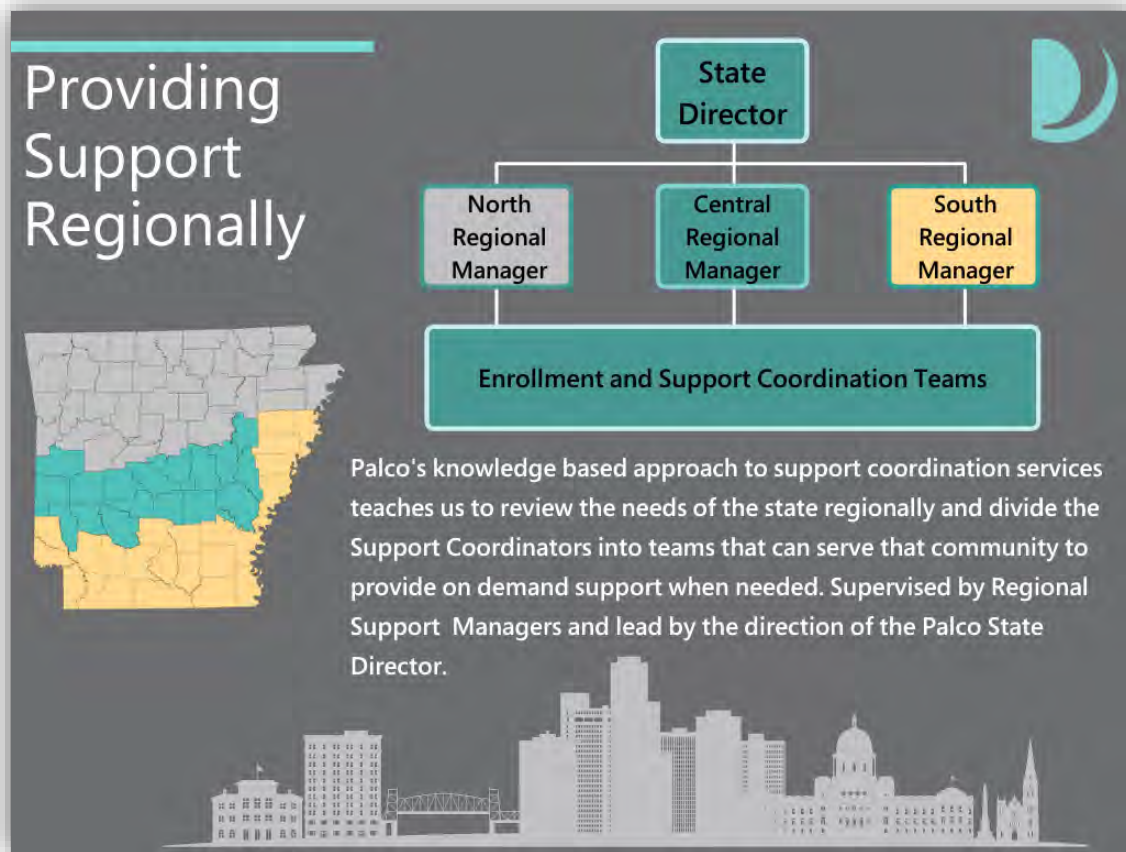 Providing
Support
Regionally
State
Director
North
Regional
Manager
Central
Regional
Manager
South
Regional
Manager
Enrollment and Support Coordination Teams
Palco's knowledge based approach to support coordination services
teaches us to review the needs of the state regionally and divide the
Support Coordinators into teams that can serve that community to
provide on demand support when needed. Supervised by Regional
Support  Managers and lead by the direction of the Palco State
Director.